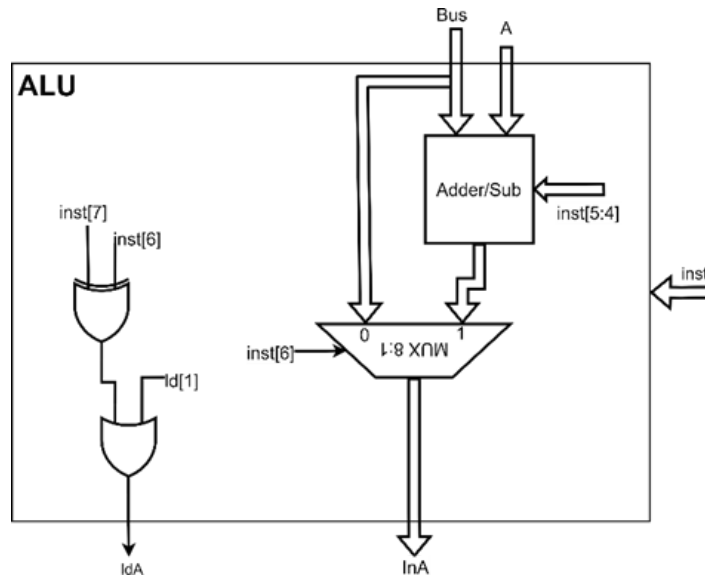 Bus
A
ALU
Adder/Sub
inst[5:4]
inst[7]
inst[6]
inst
0
1
MUX 8:1
inst[6]
ld[1]
ldA
InA